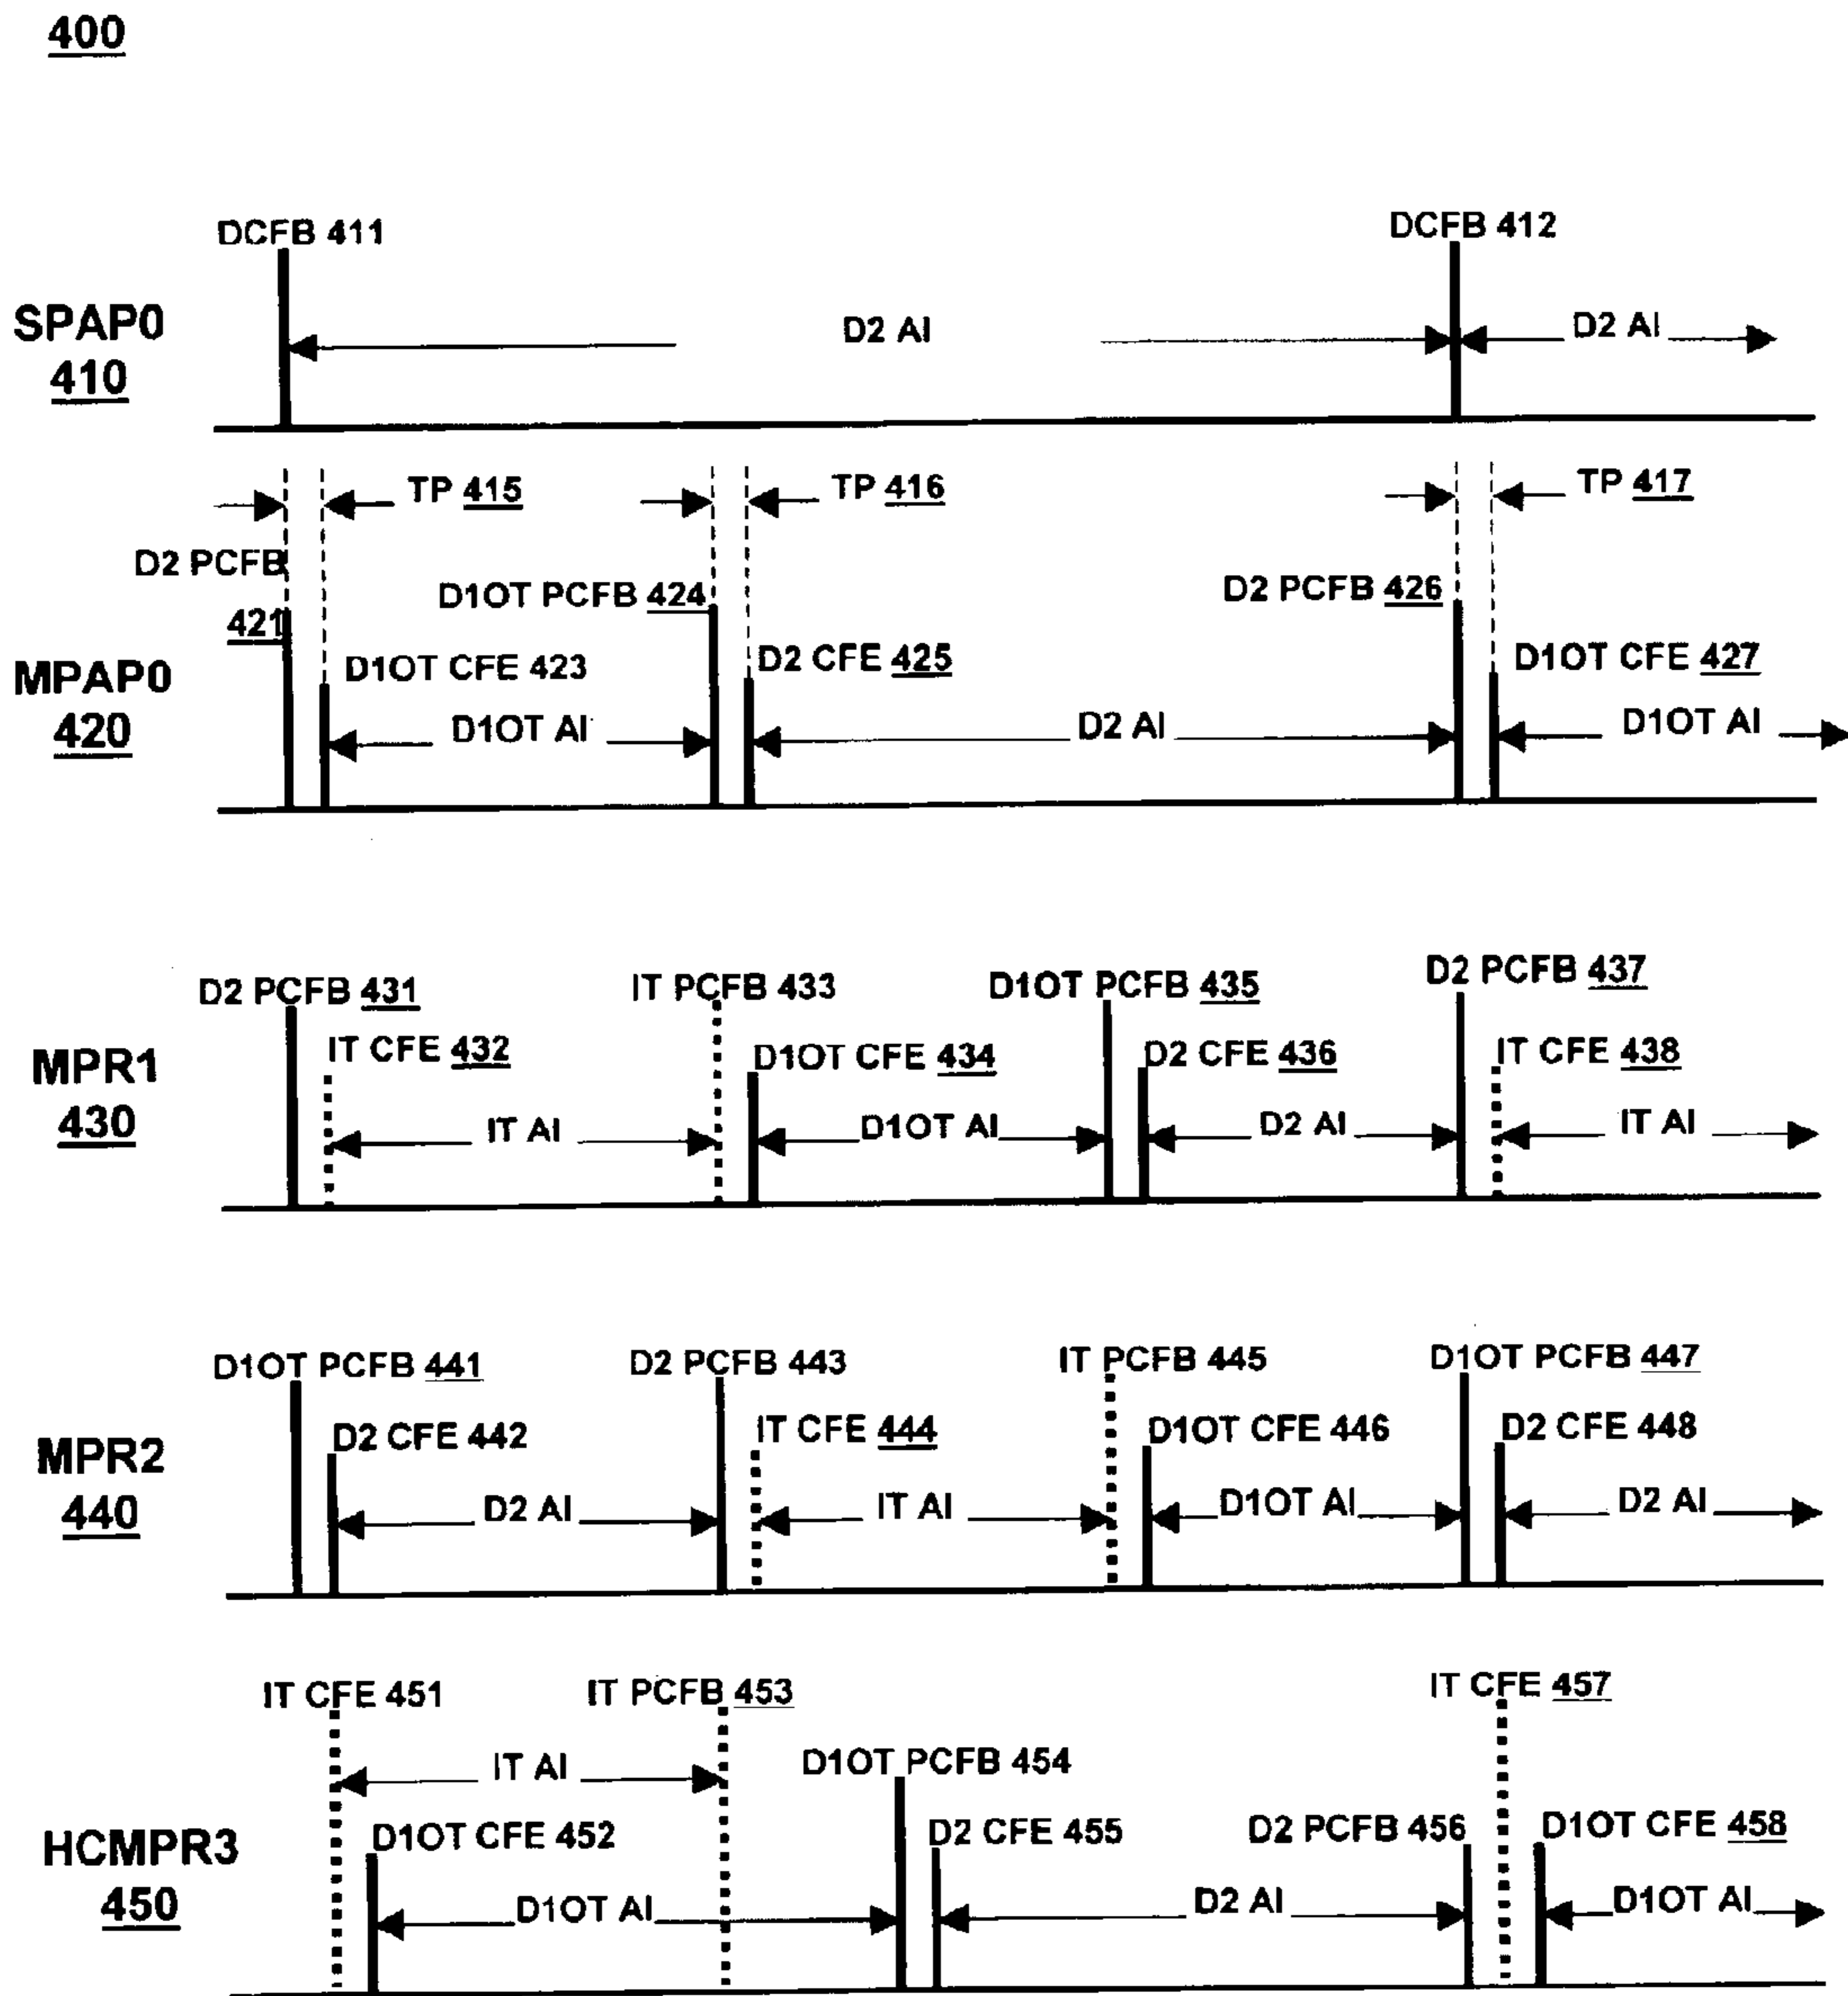 400
DCFB 411
DCFB 412
SPAP0
410
D2 AI
D2 AI
TP 415
TP 416
TP 417
D2 PCFB
421
D1OT PCFB 424
D2 PCFB 426
MPAP0
420
D1OT CFE 423
D2 CFE 425
D1OT CFE 427
D1OT AI
D2 AI
D1OT AI
D2 PCFB 431
IT PCFB 433
D1OT PCFB 435
D2 PCFB 437
MPR1
430
IT CFE 432
D1OT CFE 434
D2 CFE 436
IT CFE 438
IT AI
D1OT AI
D2 AI
IT AI
D1OT PCFB 441
D2 PCFB 443
IT PCFB 445
D1OT PCFB 447
MPR2
440
D2 CFE 442
IT CFE 444
D1OT CFE 446
D2 CFE 448
D2 AI
IT AI
D1OT AI
D2 AI
IT CFE 451
IT PCFB 453
IT CFE 457
IT AI
D1OT PCFB 454
HCMPR3
450
D1OT CFE 452
D2 CFE 455
D2 PCFB 456
D1OT CFE 458
D1OT AI
D2 AI
D1OT AI